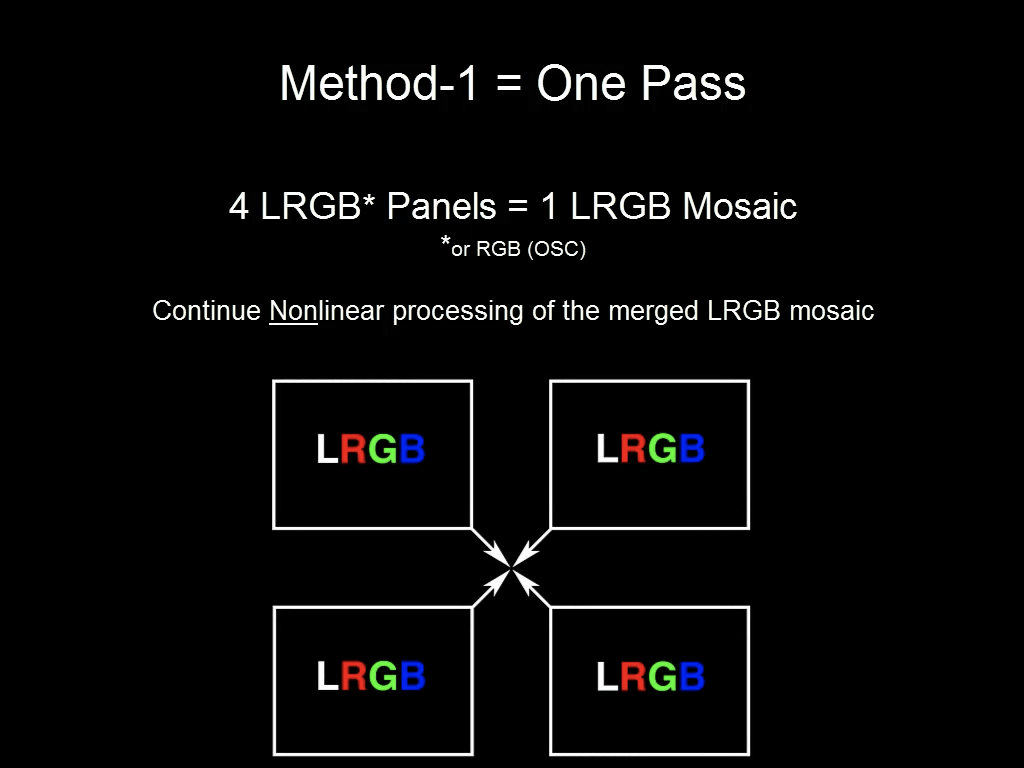 Method-1 = One Pass
4 LRGB* Panels = 1 LRGB Mosaic
*or RGB (OSC)
Continue Nonlinear processing of the merged LRGB mosaic
LRGB
LRGB
LRGB
LRGB